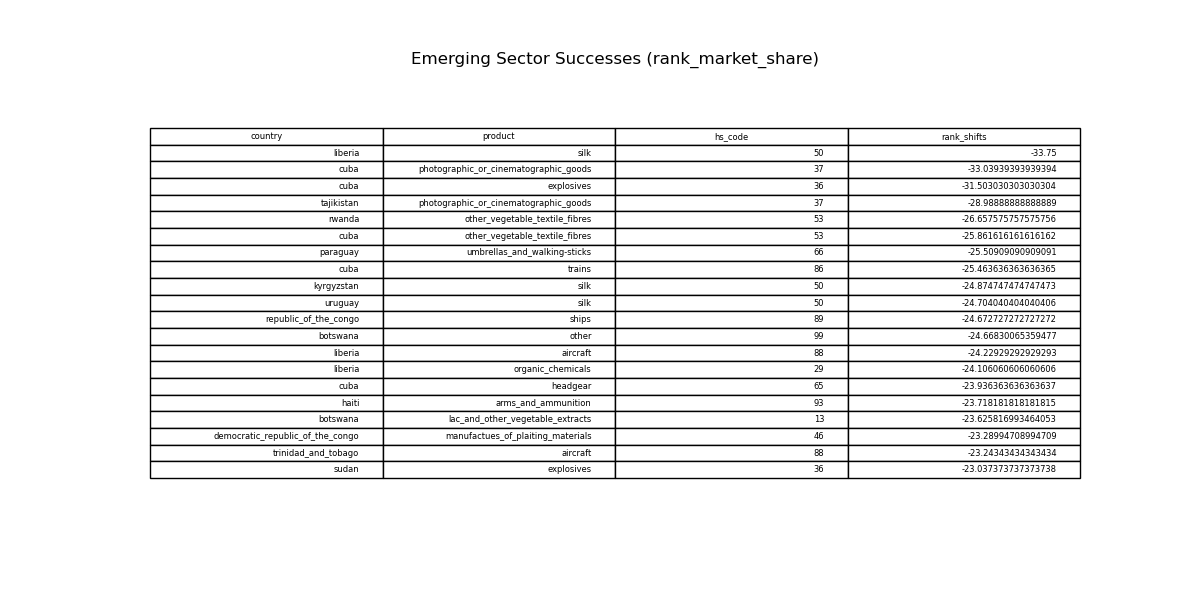 Emerging Sector Successes (rank_market_share)
country product hs_code rank_shifts
liberia silk 50 -33.75
cuba photographic_or_cinematographic_goods 37 -33.03939393939394
cuba explosives 36 -31.503030303030304
tajikistan photographic_or_cinematographic_goods 37 -28.98888888888889
rwanda other_vegetable_textile_fibres 53 -26.657575757575756
cuba other_vegetable_textile_fibres 53 -25.861616161616162
paraguay umbrellas_and_walking-sticks 66 -25.50909090909091
cuba trains 86 -25.463636363636365
kyrgyzstan silk 50 -24.874747474747473
uruguay silk 50 -24.704040404040406
republic_of_the_congo ships 89 -24.672727272727272
botswana other 99 -24.66830065359477
liberia aircraft 88 -24.22929292929293
liberia organic_chemicals 29 -24.106060606060606
cuba headgear 65 -23.936363636363637
haiti arms_and_ammunition 93 -23.718181818181815
botswana lac_and_other_vegetable_extracts 13 -23.625816993464053
democratic_republic_of_the_congo manufactues_of_plaiting_materials 46 -23.28994708994709
trinidad_and_tobago aircraft 88 -23.24343434343434
sudan explosives 36 -23.037373737373738